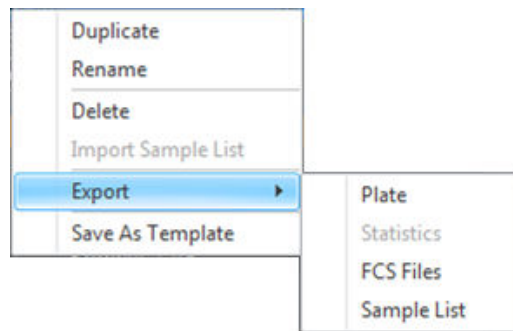 Duplicate
Rename
Delete
Import Sample List
Export
Save As Template
Plate
Statistics
FCS Files
Sample List